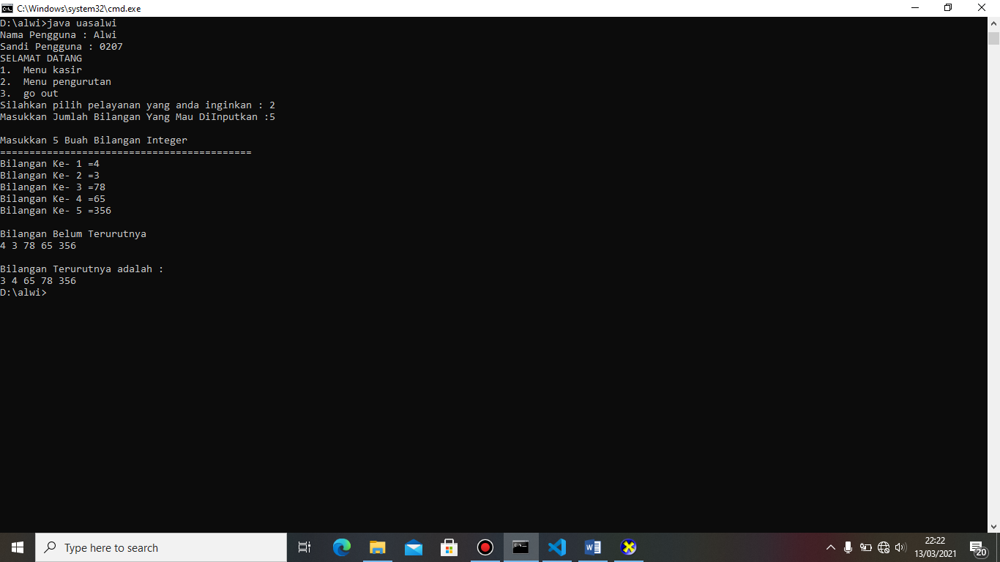 C:\Windows\system32\cmd.exe
D:\alwi>java uasalwi
Nama Pengguna : Alwi
Sandi Pengguna : 0207
SELAMAT DATANG
1.  Menu kasir
2.  Menu pengurutan
3.  go out
Silahkan pilih pelayanan yang anda inginkan : 2
Masukkan Jumlah Bilangan Yang Mau DiInputkan :5
Masukkan 5 Buah Bilangan Integer
===========================================
Bilangan Ke- 1 =4
Bilangan Ke- 2 =3
Bilangan Ke- 3 =78
Bilangan Ke- 4 =65
Bilangan Ke- 5 =356
Bilangan Belum Terurutnya
4 3 78 65 356
Bilangan Terurutnya adalah :
3 4 65 78 356
D:\alwi>
Type here to search
22:22
13/03/2021
20